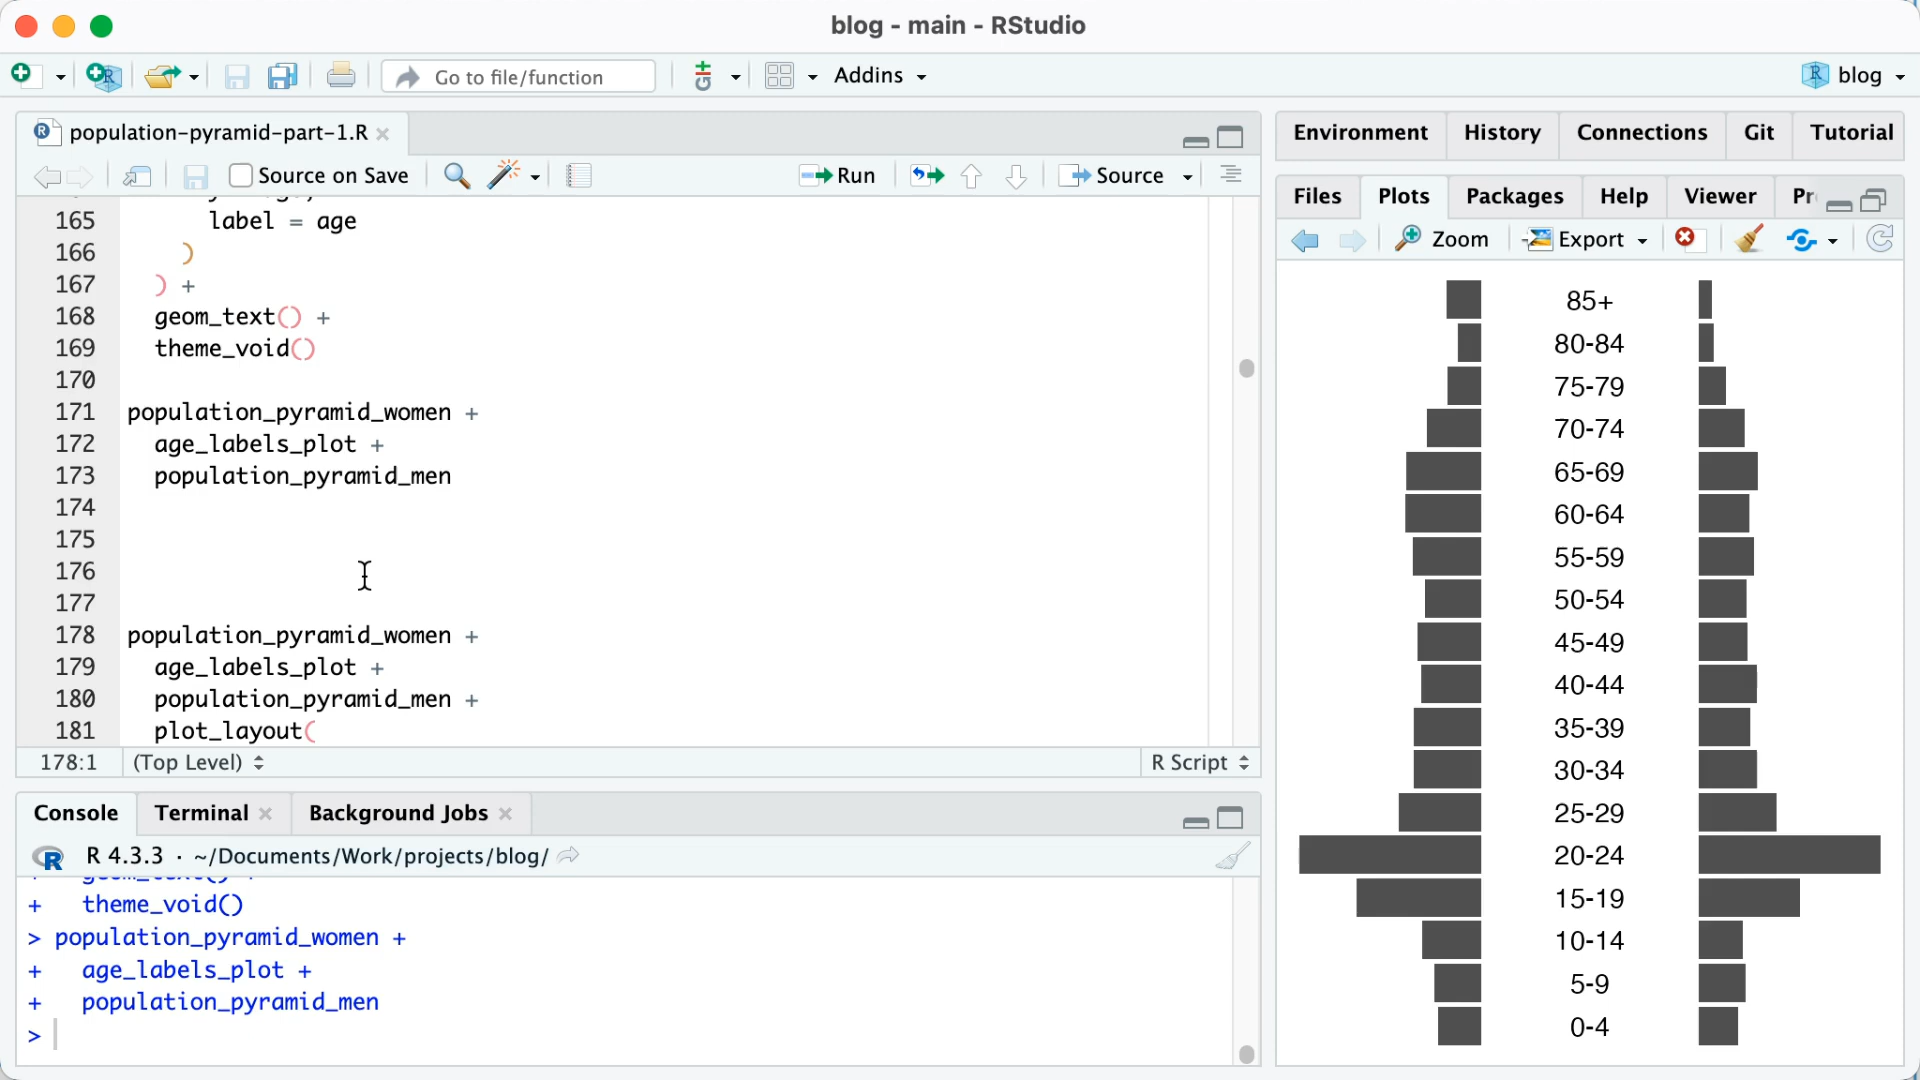 blog - main - RStudio
Go to file/function
Addins
blog
population-pyramid-part-1.R
Source on Save
Run
Source
165 label = age
166 )
167 ) +
168 geom_text() +
169 theme_void()
170
171 population_pyramid_women +
172 age_labels_plot +
173 population_pyramid_men
174
175
176
177
178 population_pyramid_women +
179 age_labels_plot +
180 population_pyramid_men +
181 plot_layout(
178:1 (Top Level) R Script
Console Terminal Background Jobs
R 4.3.3 · ~/Documents/Work/projects/blog/
+ theme_void()
> population_pyramid_women +
+ age_labels_plot +
+ population_pyramid_men
>
Environment History Connections Git Tutorial
Files Plots Packages Help Viewer
Zoom Export
85+
80-84
75-79
70-74
65-69
60-64
55-59
50-54
45-49
40-44
35-39
30-34
25-29
20-24
15-19
10-14
5-9
0-4